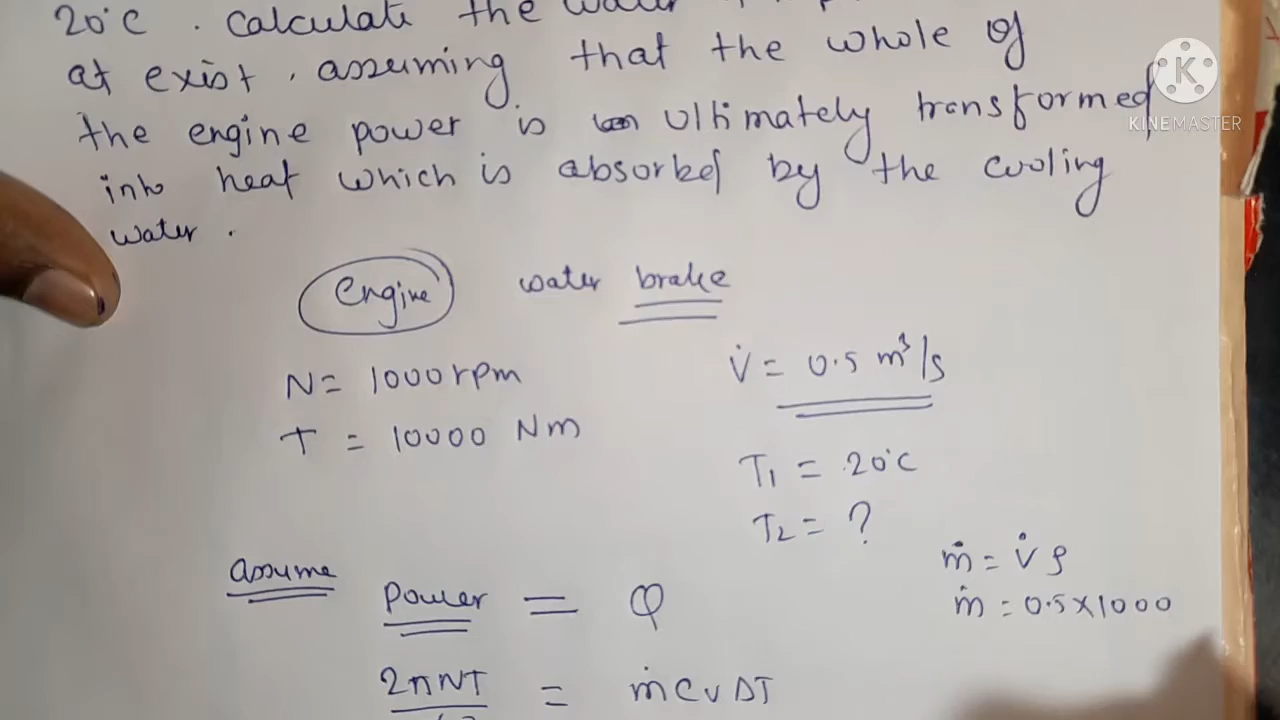 20°C . Calculate the water
at exist . assuming that the whole of
the engine power is ultimately transformed
into heat which is absorbed by the cooling
water .
Engine water brake
N = 1000 rpm
T = 10000 Nm
V̇ = 0.5 m³/s
T₁ = 20°C
T₂ = ?
ṁ = V̇ ρ
ṁ = 0.5×1000
assume
power = Q
2πNT = ṁ Cv ΔT
KINEMASTER